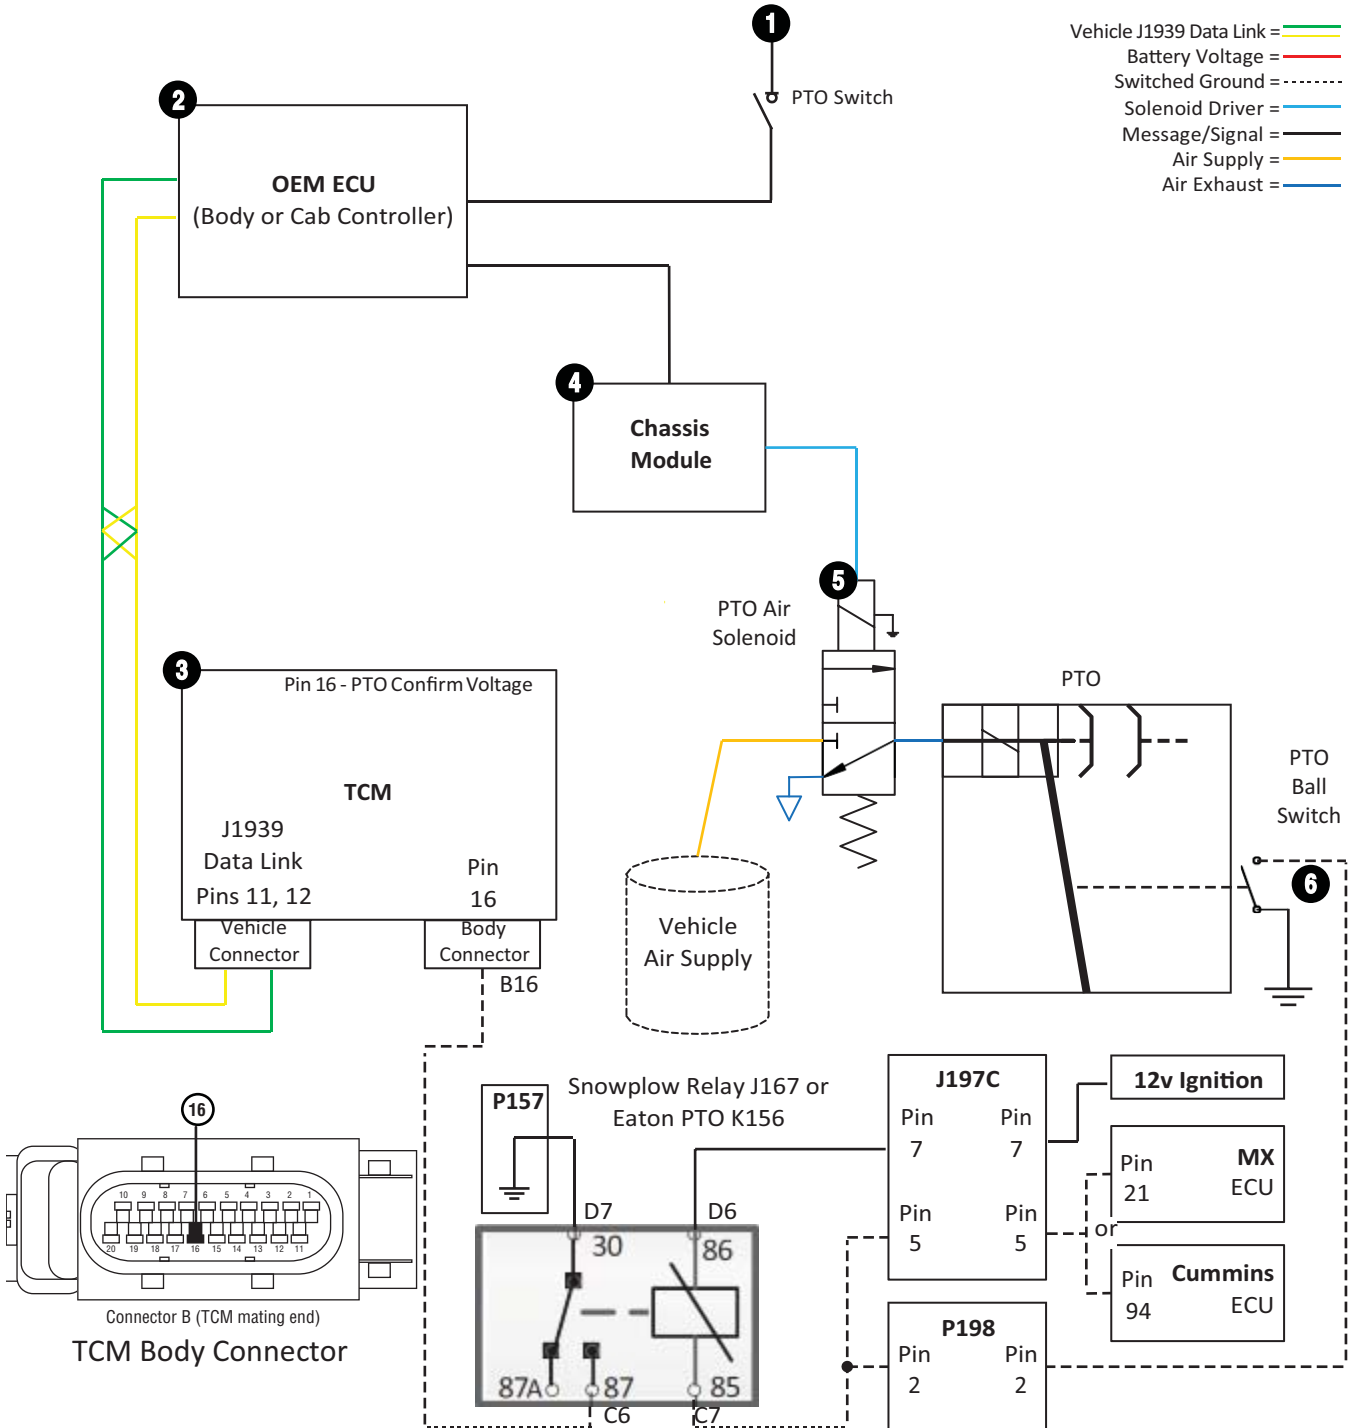 1
Vehicle J1939 Data Link =
Battery Voltage =
Switched Ground =
Solenoid Driver =
Message/Signal =
Air Supply =
Air Exhaust =
PTO Switch
2
OEM ECU
(Body or Cab Controller)
4
Chassis
Module
5
PTO Air
Solenoid
3
Pin 16 - PTO Confirm Voltage
TCM
J1939
Data Link
Pins 11, 12
Pin
16
Vehicle
Connector
Body
Connector
B16
PTO
PTO
Ball
Switch
6
Vehicle
Air Supply
Snowplow Relay J167 or
Eaton PTO K156
P157
D7
D6
30
86
87A
87
85
C6
C7
J197C
Pin
7
Pin
7
Pin
5
Pin
5
12v Ignition
Pin
21
MX
ECU
or
Pin
94
Cummins
ECU
P198
Pin
2
Pin
2
16
10 9 8 7 6 5 4 3 2 1
20 19 18 17 16 15 14 13 12 11
Connector B (TCM mating end)
TCM Body Connector